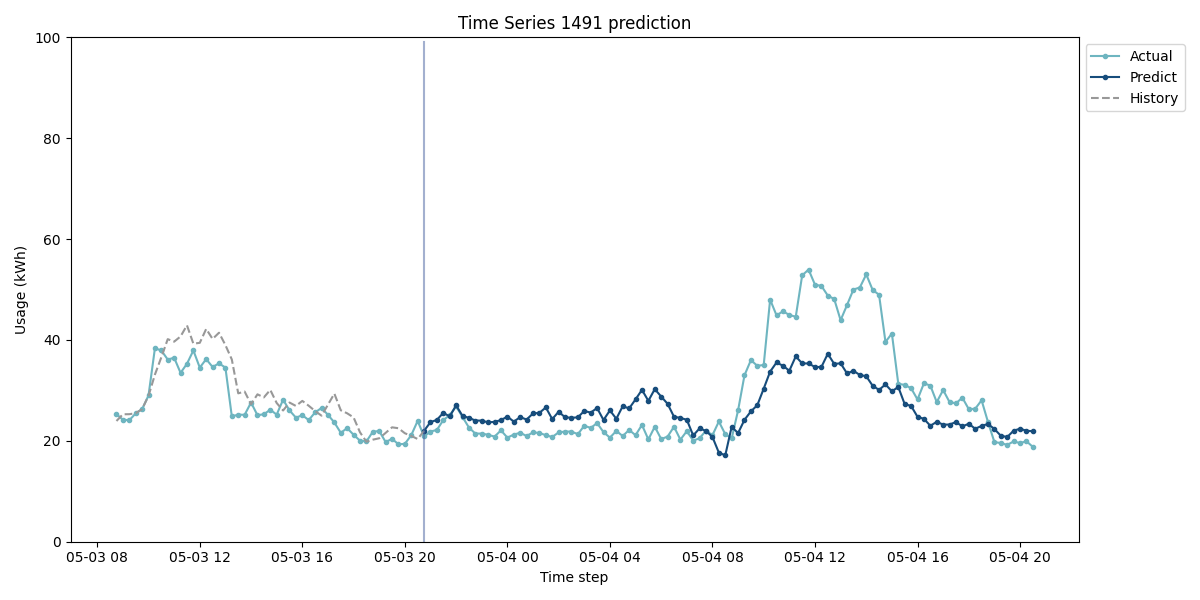 Time Series 1491 prediction
100
80
60
40
20
0
Usage (kWh)
05-03 08
05-03 12
05-03 16
05-03 20
05-04 00
05-04 04
05-04 08
05-04 12
05-04 16
05-04 20
Time step
Actual
Predict
History